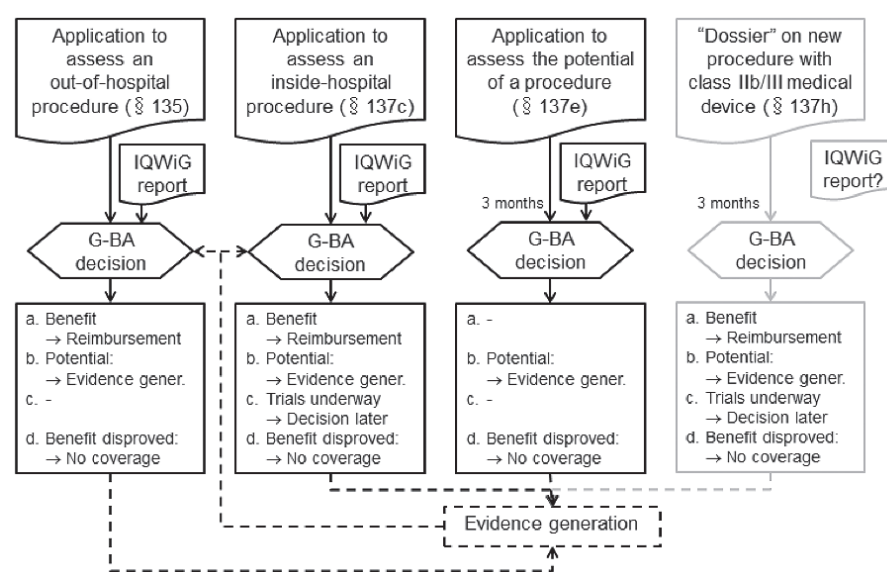 Application to
assess an
out-of-hospital
procedure (§ 135)
Application to
assess an
inside-hospital
procedure (§ 137c)
Application to
assess the potential
of a procedure
(§ 137e)
“Dossier” on new
procedure with
class IIb/III medical
device (§ 137h)
IQWiG
report
IQWiG
report
IQWiG
report
IQWiG
report?
3 months
3 months
G-BA
decision
G-BA
decision
G-BA
decision
G-BA
decision
a. Benefit
→ Reimbursement
b. Potential:
→ Evidence gener.
c. -
d. Benefit disproved:
→ No coverage
a. Benefit
→ Reimbursement
b. Potential:
→ Evidence gener.
c. Trials underway
→ Decision later
d. Benefit disproved:
→ No coverage
a. -
b. Potential:
→ Evidence gener.
c. -
d. Benefit disproved:
→ No coverage
a. Benefit
→ Reimbursement
b. Potential:
→ Evidence gener.
c. Trials underway
→ Decision later
d. Benefit disproved:
→ No coverage
Evidence generation